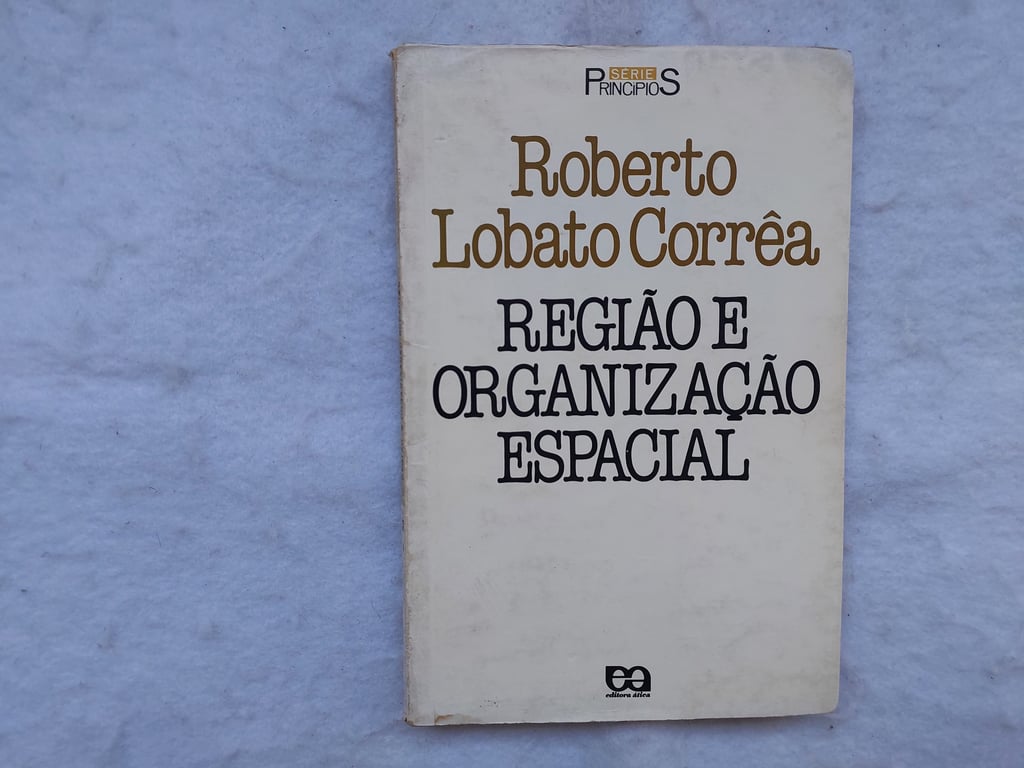 SÉRIE
PRINCÍPIOS
Roberto
Lobato Corrêa
REGIÃO E
ORGANIZAÇÃO
ESPACIAL
ea
editora ática